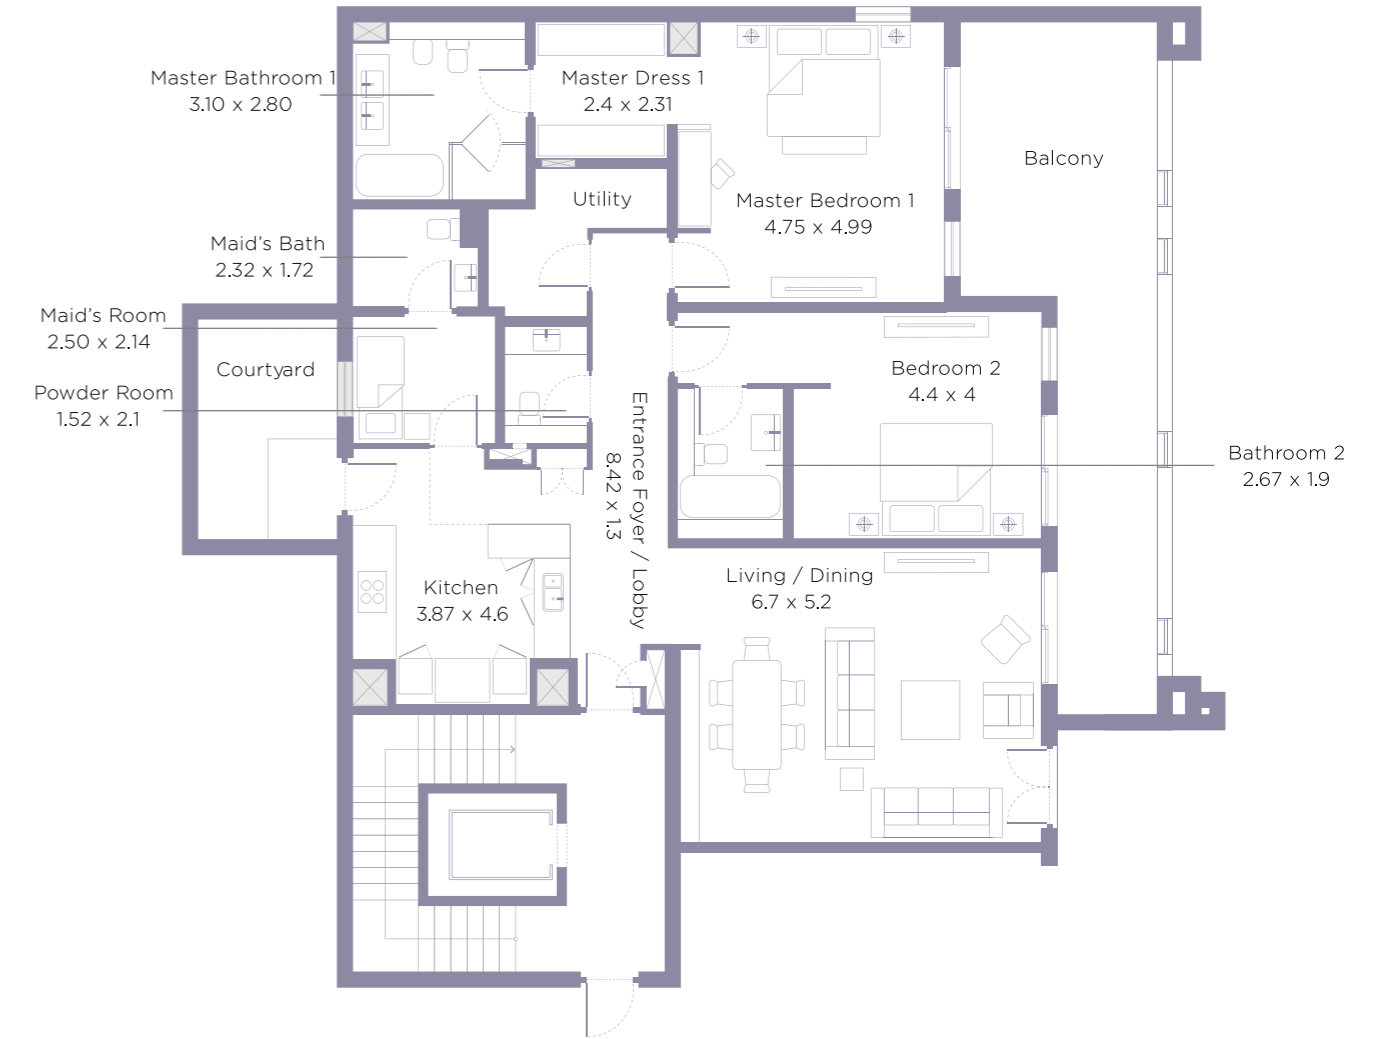 Master Bathroom 1
3.10 x 2.80
Master Dress 1
2.4 x 2.31
Balcony
Utility
Master Bedroom 1
4.75 x 4.99
Maid's Bath
2.32 x 1.72
Maid's Room
2.50 x 2.14
Courtyard
Bedroom 2
4.4 x 4
Powder Room
1.52 x 2.1
Entrance Foyer / Lobby
8.42 x 1.3
Bathroom 2
2.67 x 1.9
Living / Dining
6.7 x 5.2
Kitchen
3.87 x 4.6